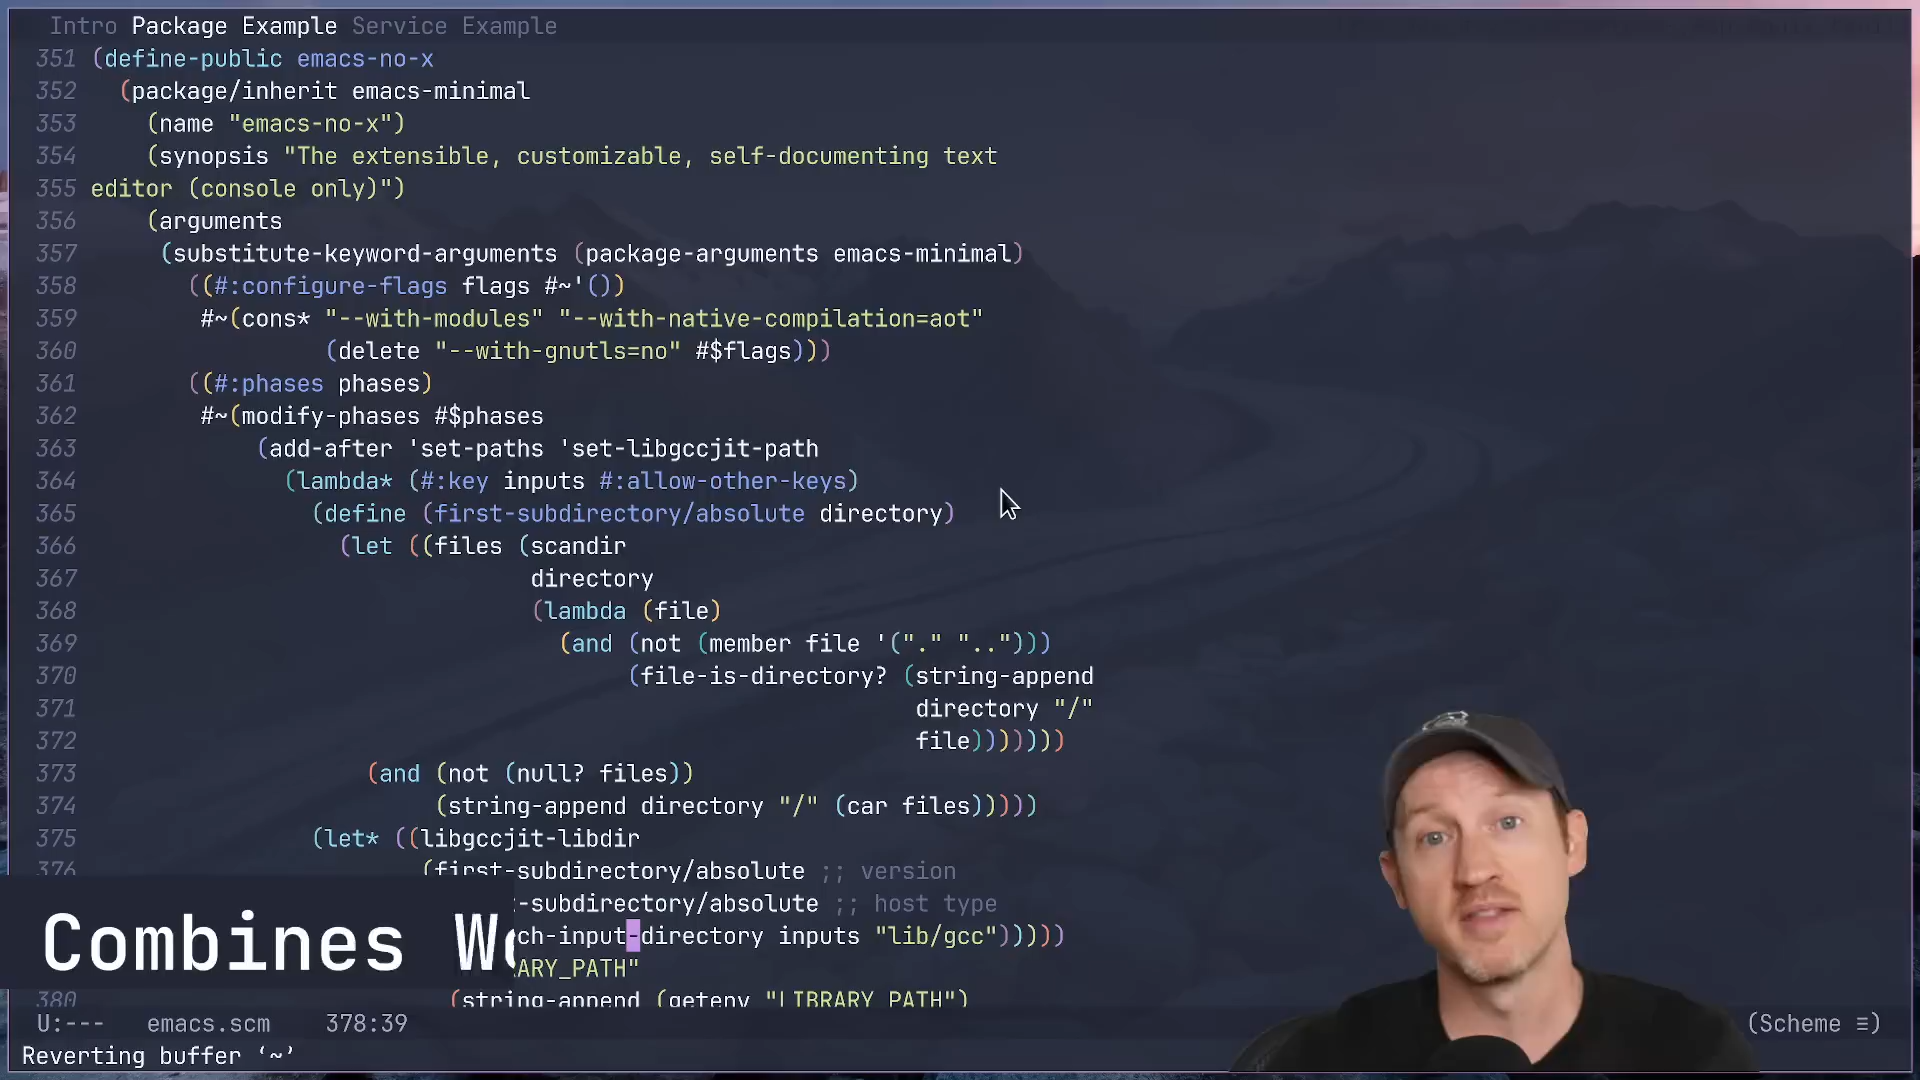 Intro Package Example Service Example
351 (define-public emacs-no-x
352 (package/inherit emacs-minimal
353 (name "emacs-no-x")
354 (synopsis "The extensible, customizable, self-documenting text
355 editor (console only)")
356 (arguments
357 (substitute-keyword-arguments (package-arguments emacs-minimal)
358 ((#:configure-flags flags #~'())
359 #~(cons* "--with-modules" "--with-native-compilation=aot"
360 (delete "--with-gnutls=no" #$flags)))
361 ((#:phases phases)
362 #~(modify-phases #$phases
363 (add-after 'set-paths 'set-libgccjit-path
364 (lambda* (#:key inputs #:allow-other-keys)
365 (define (first-subdirectory/absolute directory)
366 (let ((files (scandir
367 directory
368 (lambda (file)
369 (and (not (member file '("." "..")))
370 (file-is-directory? (string-append
371 directory "/"
372 file)))))))
373 (and (not (null? files))
374 (string-append directory "/" (car files)))))
375 (let* ((libgccjit-libdir
376 (first-subdirectory/absolute ;; version
-subdirectory/absolute ;; host type
ch-input-directory inputs "lib/gcc")))))
RARY_PATH"
380 (string-append (getenv "LIBRARY_PATH")
Combines
U:--- emacs.scm 378:39 (Scheme ≡)
Reverting buffer ‘~’